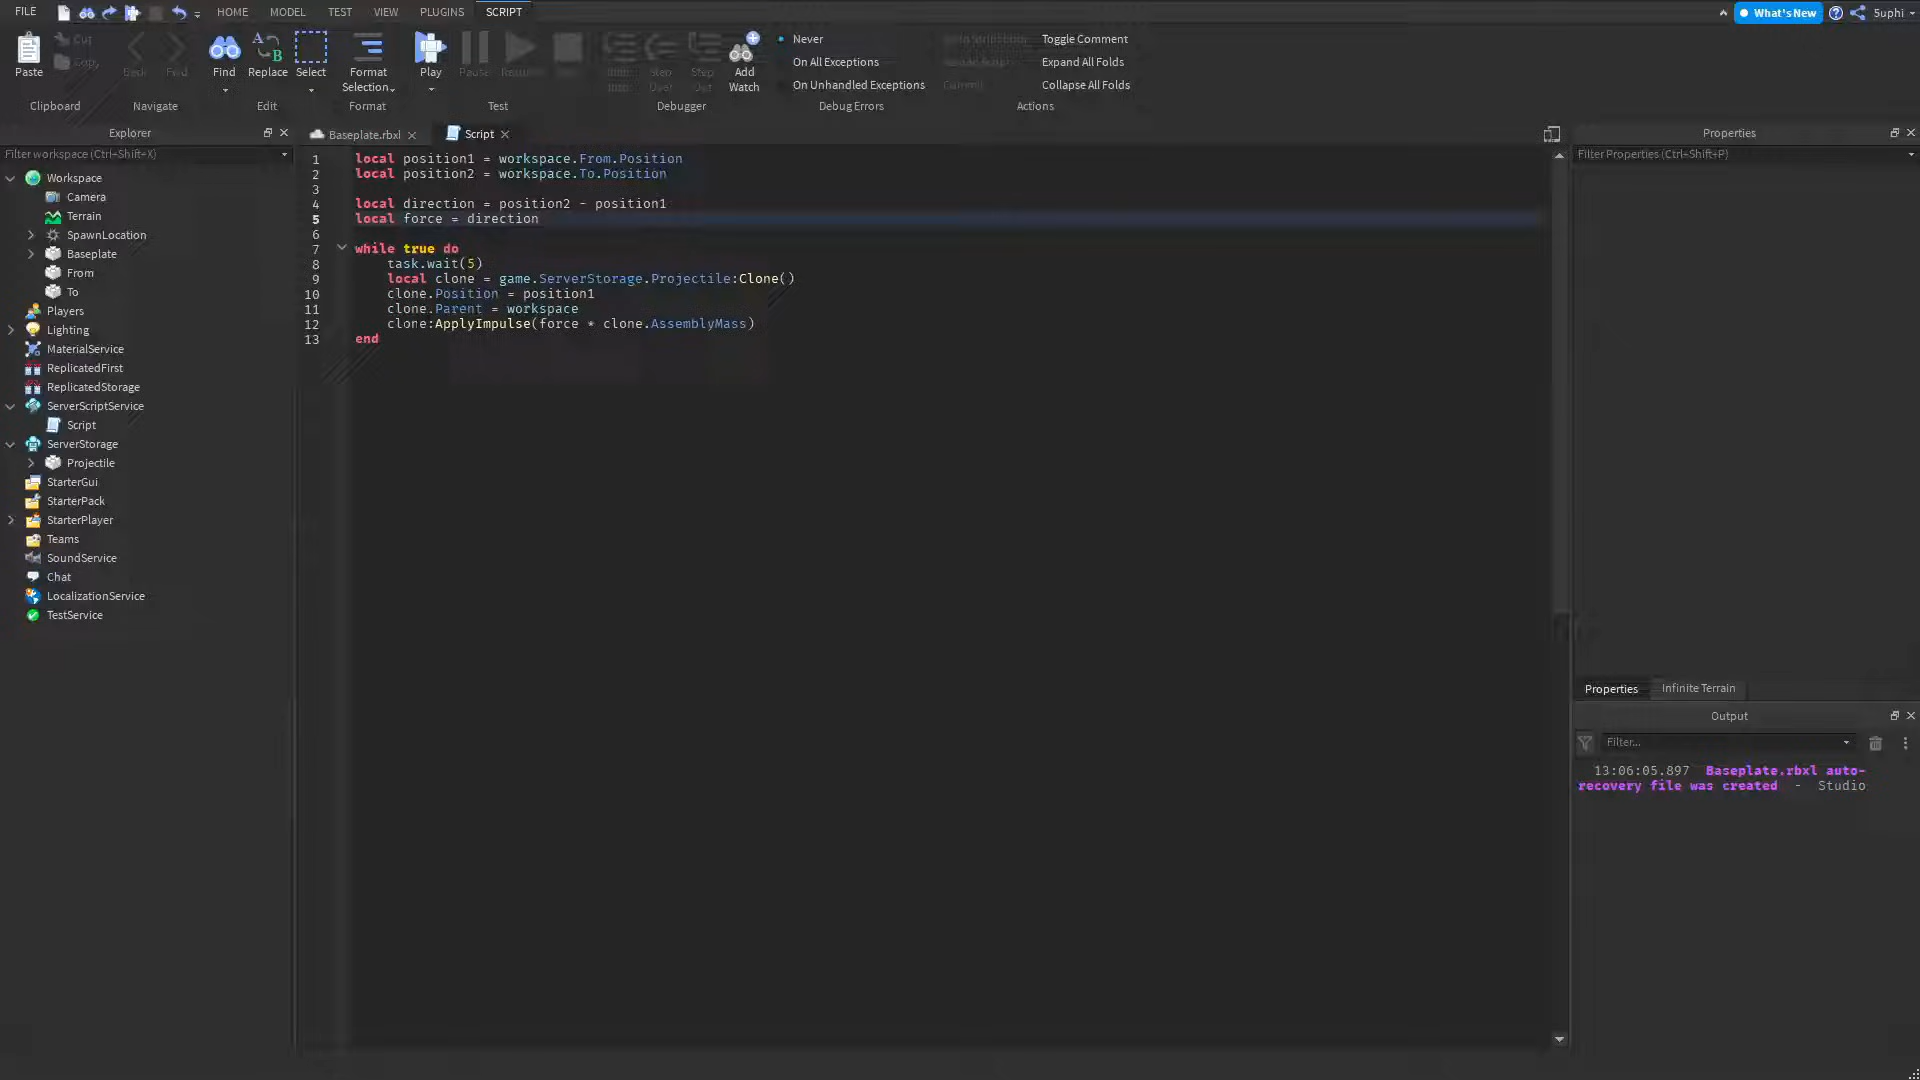 FILE HOME MODEL TEST VIEW PLUGINS SCRIPT What's New 5uphi
Paste Cut Copy Back Find Replace Select Format Selection Play Pause Add Watch Never On All Exceptions On Unhandled Exceptions Commit Toggle Comment Expand All Folds Collapse All Folds
Clipboard Navigate Edit Format Test Debugger Debug Errors Actions
Explorer
Filter workspace (Ctrl+Shift+X)
Workspace
Camera
Terrain
SpawnLocation
Baseplate
From
To
Players
Lighting
MaterialService
ReplicatedFirst
ReplicatedStorage
ServerScriptService
Script
ServerStorage
Projectile
StarterGui
StarterPack
StarterPlayer
Teams
SoundService
Chat
LocalizationService
TestService
Baseplate.rbxl Script
1 local position1 = workspace.From.Position
2 local position2 = workspace.To.Position
3
4 local direction = position2 - position1
5 local force = direction
6
7 while true do
8 task.wait(5)
9 local clone = game.ServerStorage.Projectile:Clone()
10 clone.Position = position1
11 clone.Parent = workspace
12 clone:ApplyImpulse(force * clone.AssemblyMass)
13 end
Properties
Filter Properties (Ctrl+Shift+P)
Properties Infinite Terrain
Output
Filter...
13:06:05.897 Baseplate.rbxl auto-
recovery file was created - Studio